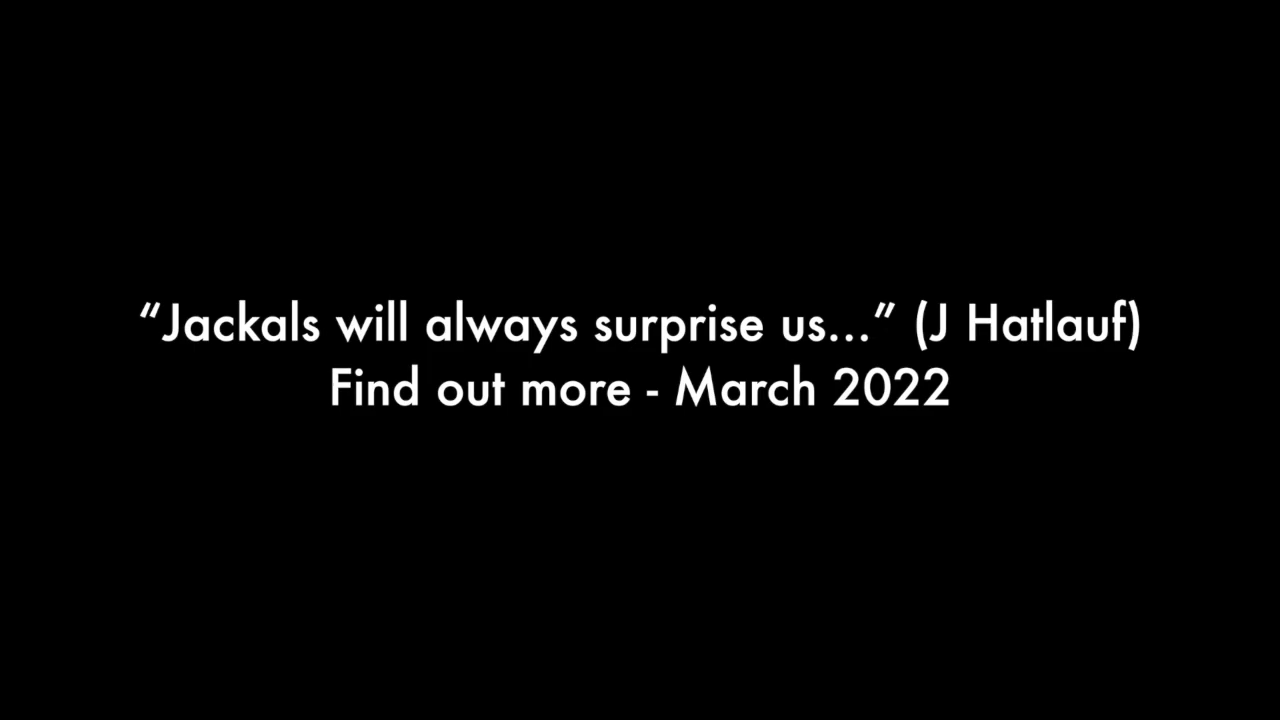 “Jackals will always surprise us...” (J Hatlauf)
Find out more - March 2022